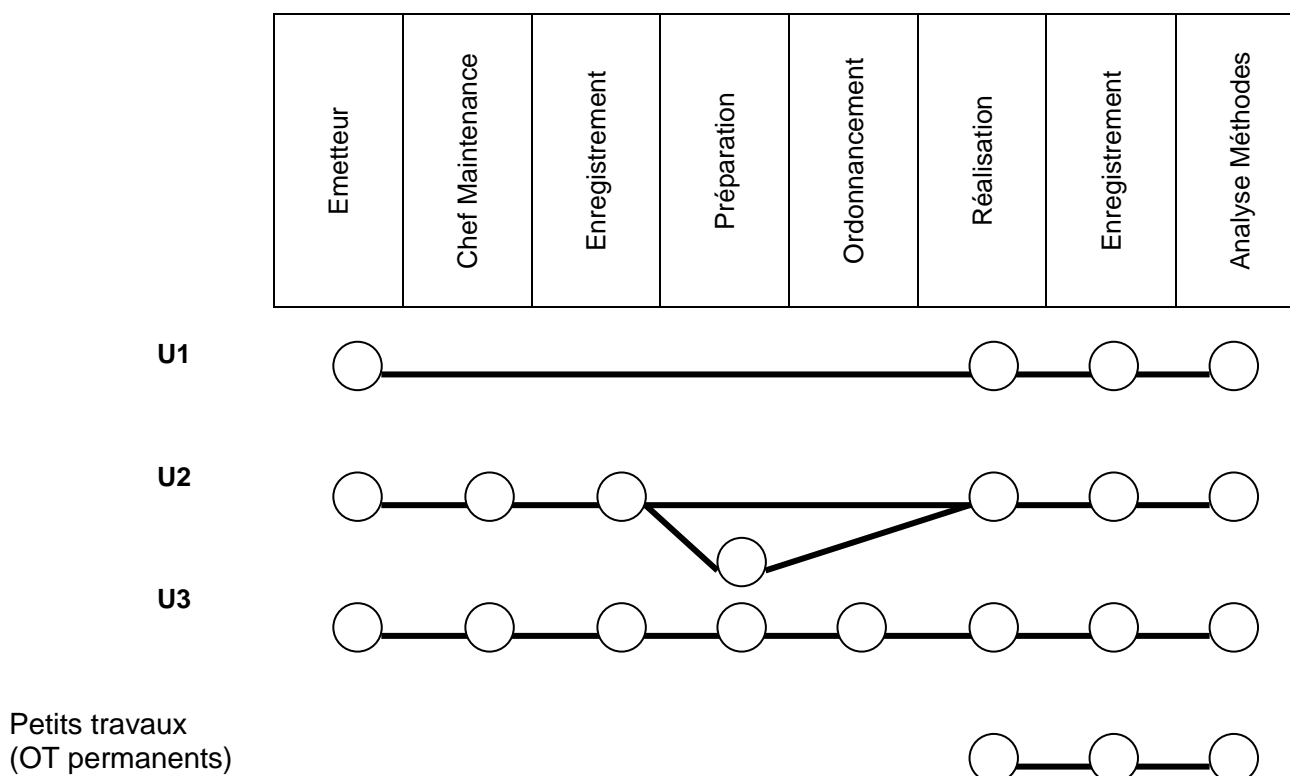 Emetteur
Chef Maintenance
Enregistrement
Préparation
Ordonnancement
Réalisation
Enregistrement
Analyse Méthodes
U1
U2
U3
Petits travaux
(OT permanents)